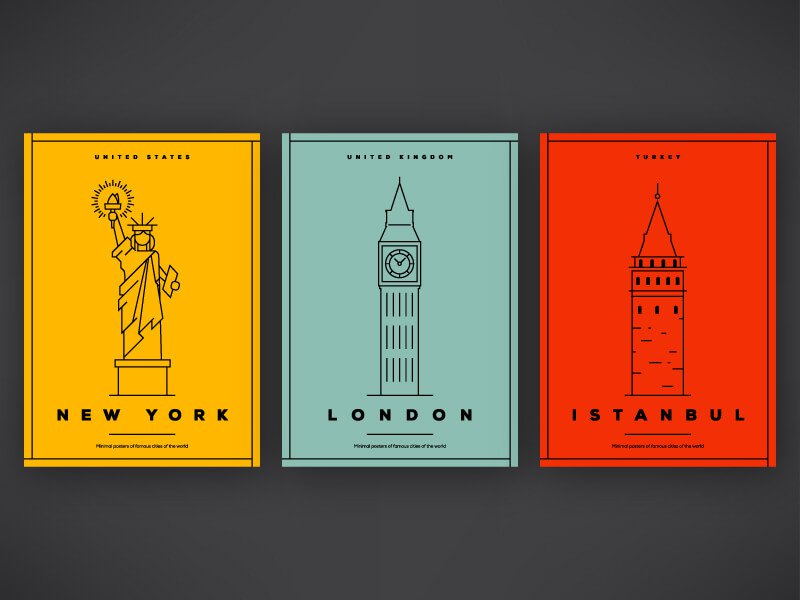 UNITED STATES
NEW YORK
Minimal posters of famous cities of the world
UNITED KINGDOM
LONDON
Minimal posters of famous cities of the world
TURKEY
ISTANBUL
Minimal posters of famous cities of the world